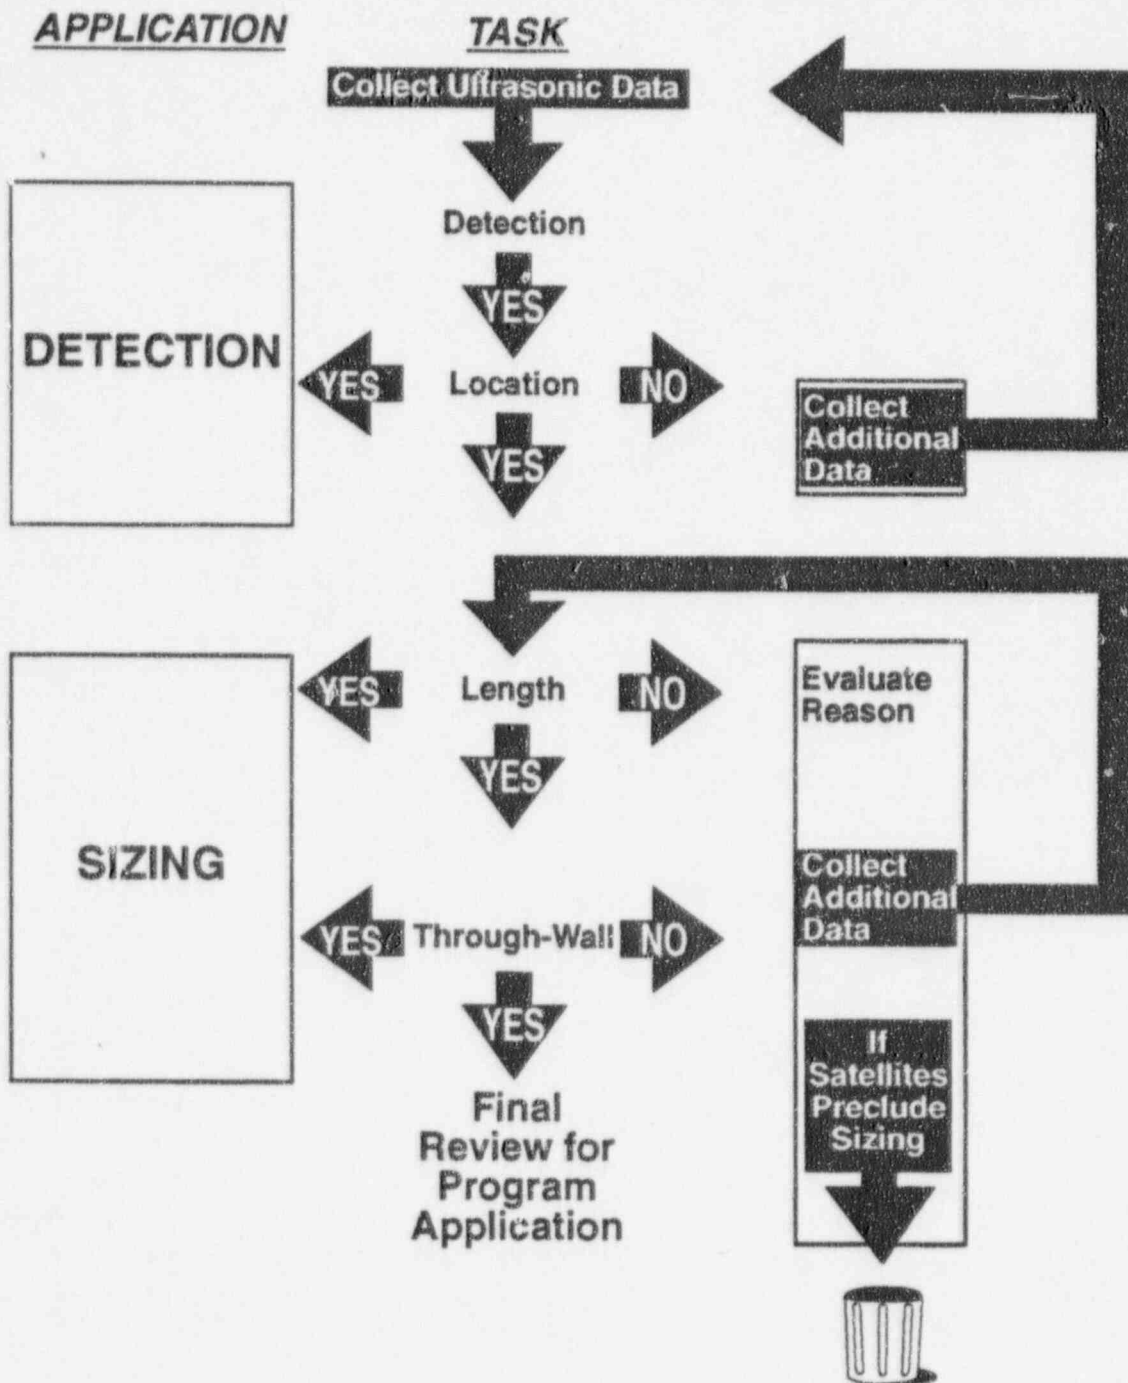 APPLICATION
TASK
Collect Ultrasonic Data
Detection
YES
DETECTION
YES
Location
NO
Collect
Additional
Data
YES
YES
Length
NO
Evaluate
Reason
YES
SIZING
Collect
Additional
Data
YES
Through-Wall
NO
YES
If
Satellites
Preclude
Sizing
Final
Review for
Program
Application